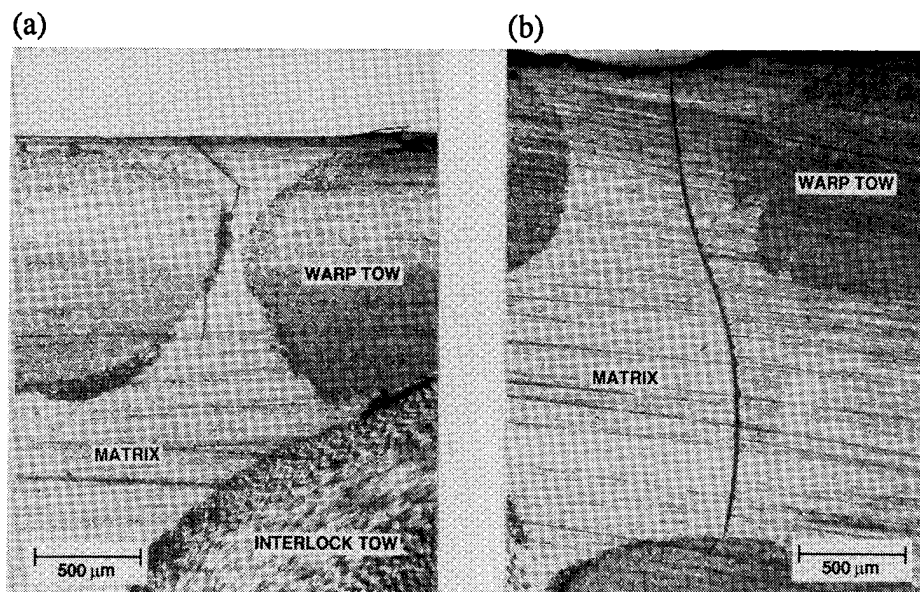 (a)
WARP TOW
MATRIX
INTERLOCK TOW
500 μm
(b)
WARP TOW
MATRIX
500 μm